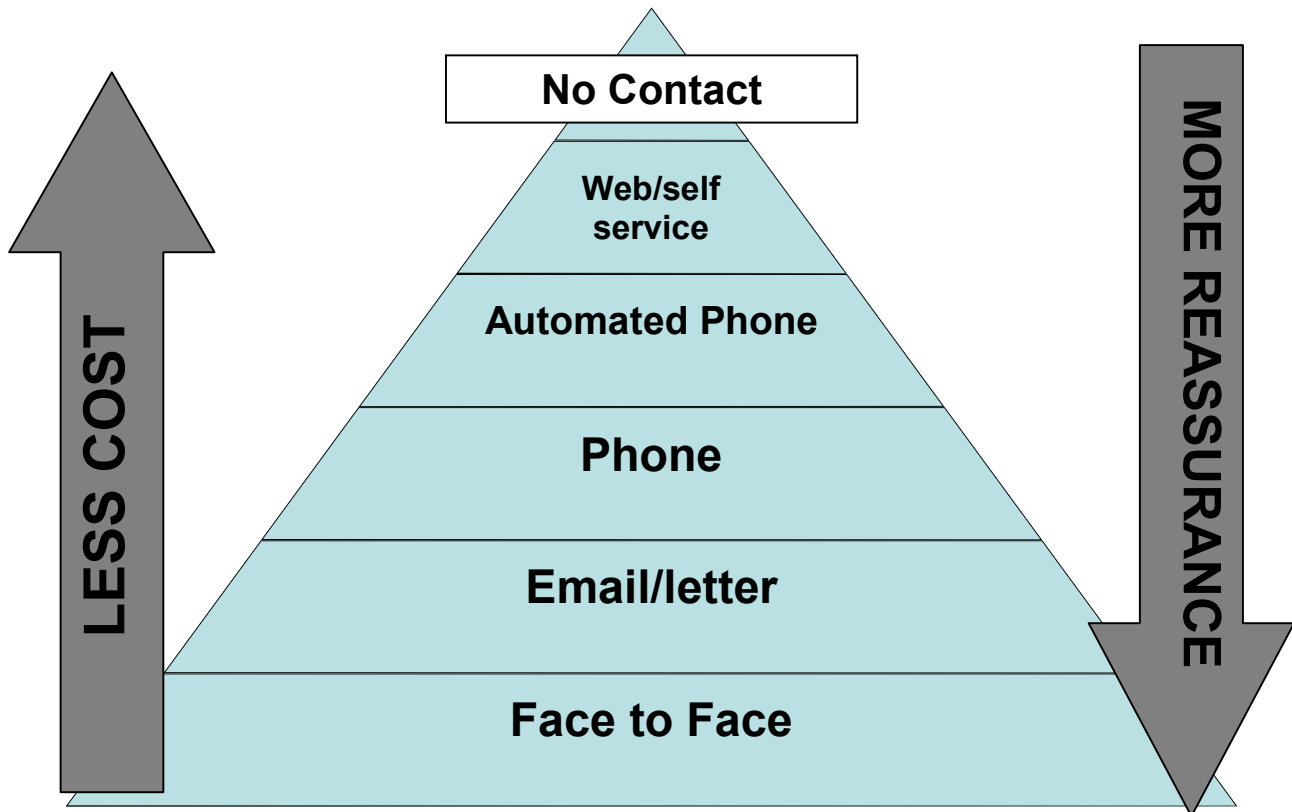 No Contact
Web/self
service
Automated Phone
Phone
Email/letter
Face to Face
LESS COST
MORE REASSURANCE